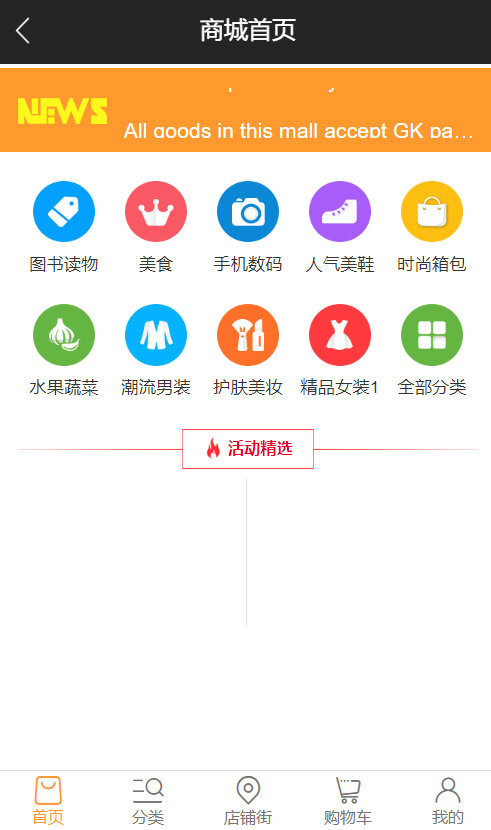 商城首页
NEWS
All goods in this mall accept GK pa…
图书读物
美食
手机数码
人气美鞋
时尚箱包
水果蔬菜
潮流男装
护肤美妆
精品女装1
全部分类
活动精选
首页
分类
店铺街
购物车
我的